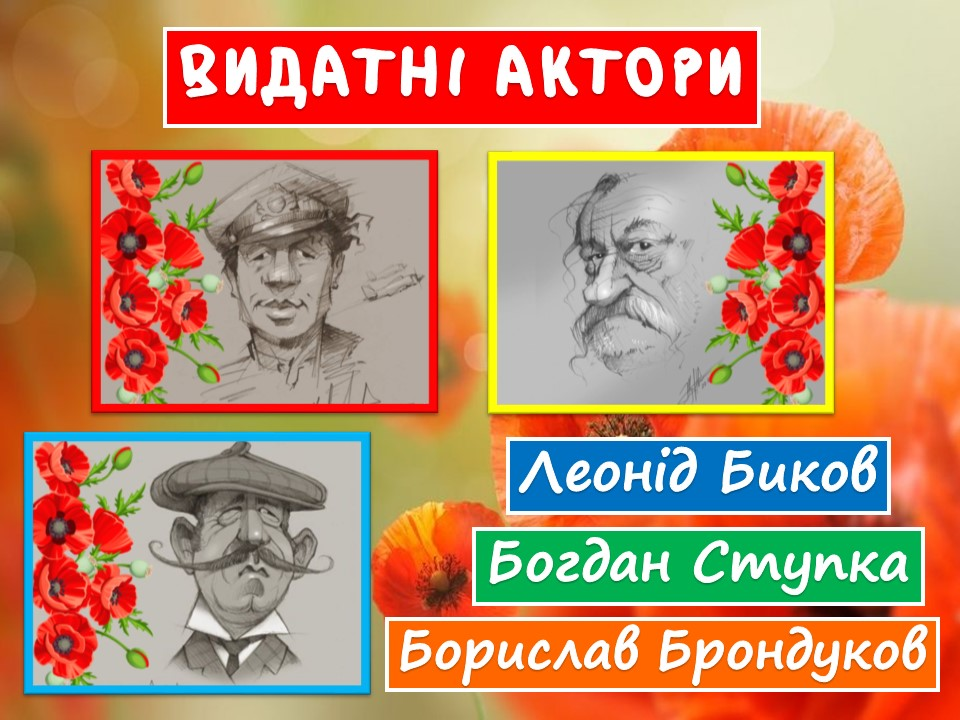 ВИДАТНІ АКТОРИ
Леонід Биков
Богдан Ступка
Борислав Брондуков